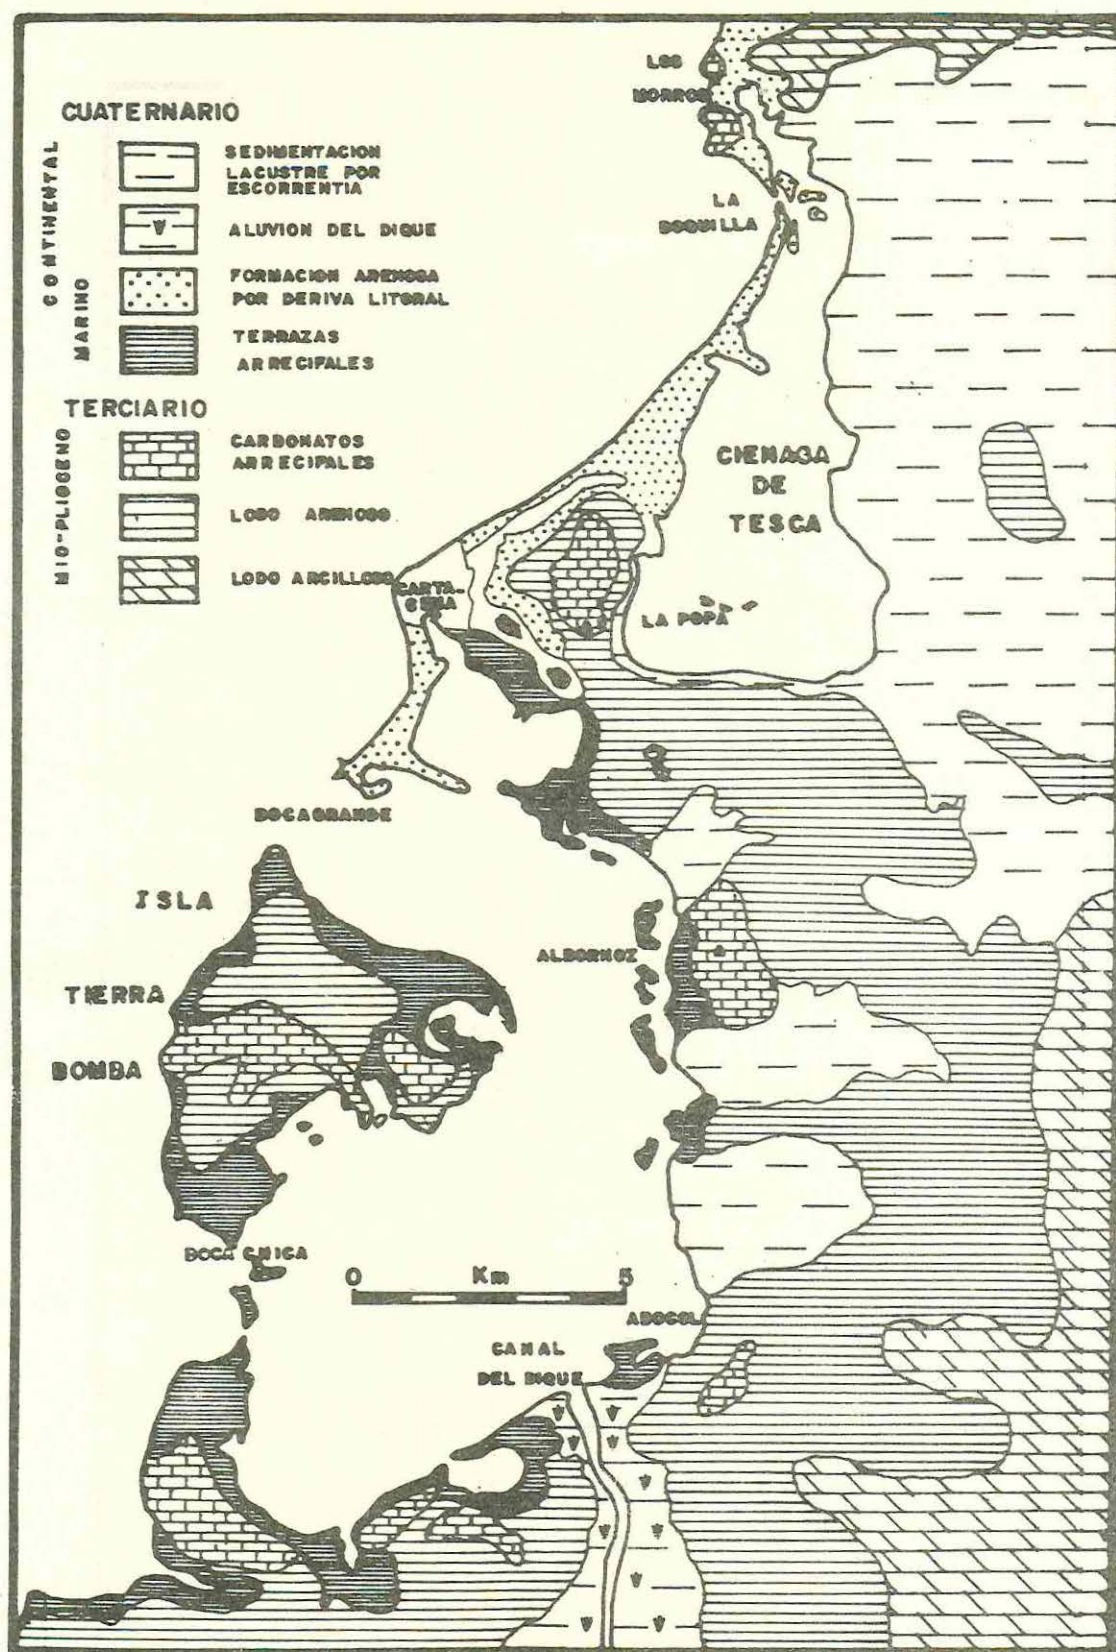 CUATERNARIO
CONTINENTAL
SEDIMENTACION
LACUSTRE POR
ESCORRENTIA
ALUVION DEL DIQUE
MARINO
FORMACION ARENOSA
POR DERIVA LITORAL
TERRAZAS
ARRECIFALES
TERCIARIO
MIO-PLIOCENO
CARBONATOS
ARRECIFALES
LODO ARENOSO
LODO ARCILLOSO
LOS
MORROS
LA
BOQUILLA
CIENAGA
DE
TESCA
CARTA-
GENA
LA POPA
BOCAGRANDE
ISLA
TIERRA
BOMBA
ALBORNOZ
BOCA CHICA
0 Km 5
ABOCOL
CANAL
DEL DIQUE